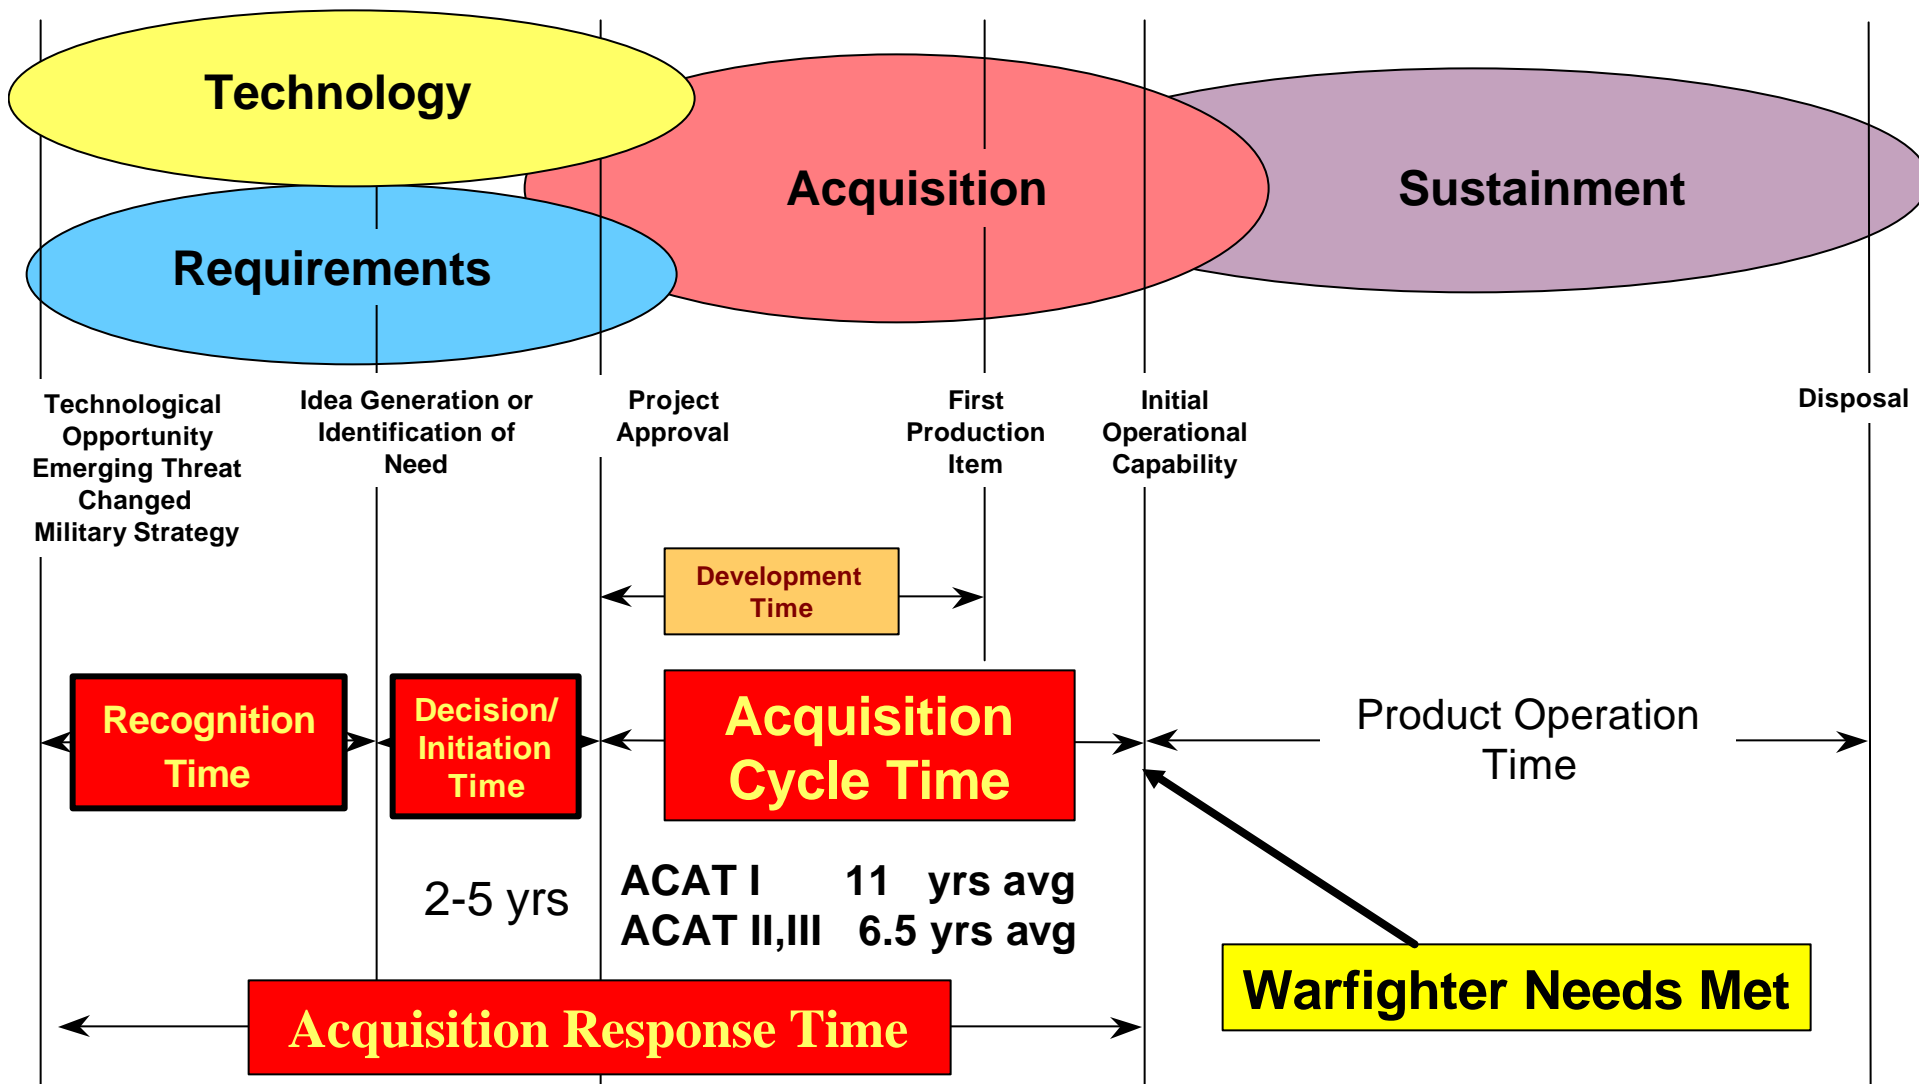 Technology
Acquisition
Sustainment
Requirements
Technological
Opportunity
Emerging Threat
Changed
Military Strategy
Idea Generation or
Identification of
Need
Project
Approval
First
Production
Item
Initial
Operational
Capability
Disposal
Development
Time
Recognition
Time
Decision/
Initiation
Time
Acquisition
Cycle Time
Product Operation
Time
2-5 yrs
ACAT I 11 yrs avg
ACAT II,III 6.5 yrs avg
Warfighter Needs Met
Acquisition Response Time